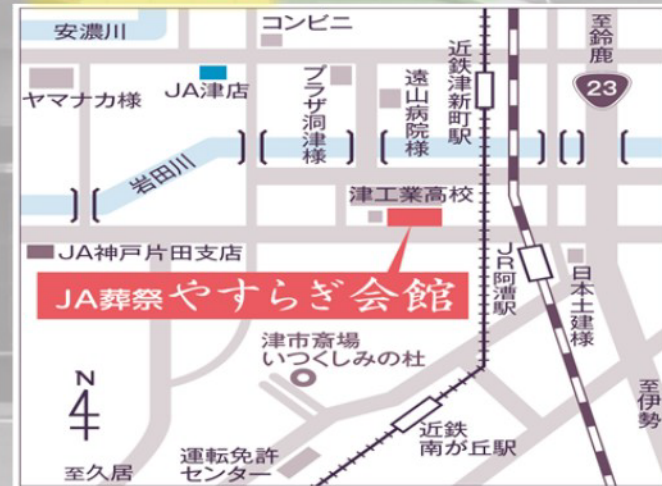 安濃川
コンビニ
近鉄津新町駅
至鈴鹿
23
ヤマナカ様
JA津店
プラザ洞津様
遠山病院様
岩田川
津工業高校
JA神戸片田支店
JA葬祭やすらぎ会館
JR阿漕駅
日本土建様
津市斎場
いつくしみの杜
N
至伊勢
近鉄
南が丘駅
運転免許
センター
至久居